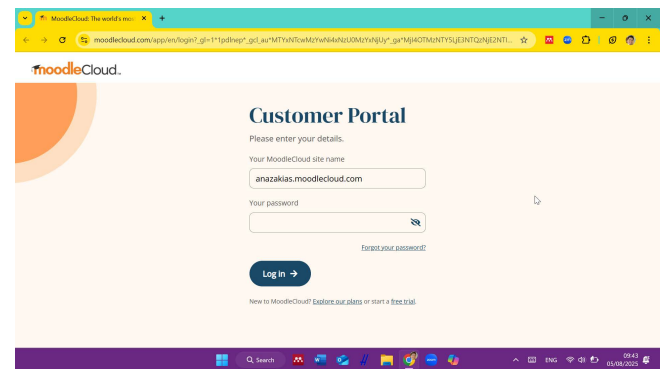 MoodleCloud: The world's moo
moodlecloud.com/app/en/login?_gl=1*1pdlnep*_gcl_au*MTYxNTcwMzYwNi4xNzU0MzYxNjUy*_ga*Mjl4OTMzNTY5LjE3NTQzNjE2NTI...
moodleCloud
Customer Portal
Please enter your details.
Your MoodleCloud site name
anazakias.moodlecloud.com
Your password
Forgot your password?
Log in →
New to MoodleCloud? Explore our plans or start a free trial.
Search
ENG
09:43
05/08/2025